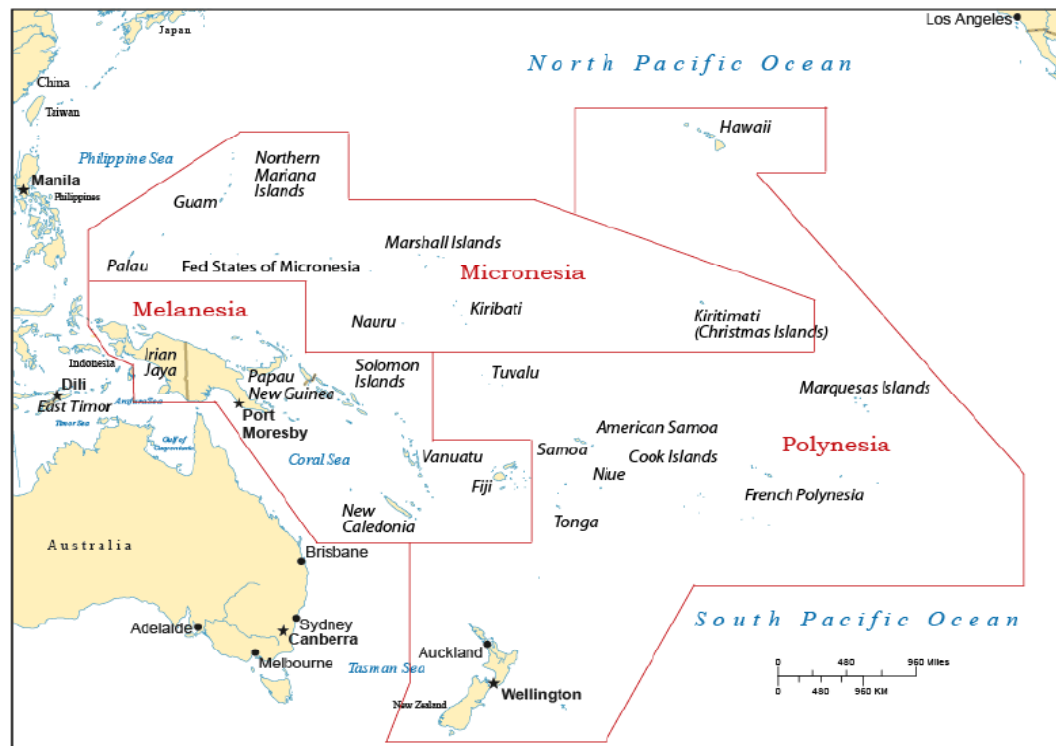 Japan
Los Angeles
North Pacific Ocean
China
Taiwan
Hawaii
Philippine Sea
Northern
Mariana
Islands
Manila
Philippines
Guam
Marshall Islands
Palau
Fed States of Micronesia
Micronesia
Melanesia
Kiribati
Nauru
Kiritimati
(Christmas Islands)
Irian
Jaya
Indonesia
Solomon
Islands
Tuvalu
Papau
New Guinea
Marquesas Islands
Dili
East Timor
Port
Moresby
Timor Sea
Gulf of
American Samoa
Samoa
Polynesia
Coral Sea
Vanuatu
Cook Islands
Niue
Fiji
French Polynesia
New
Caledonia
Tonga
Australia
Brisbane
Sydney
Adelaide
Canberra
South Pacific Ocean
Auckland
Melbourne
Tasman Sea
0 480 960 Miles
0 480 960 KM
Wellington
New Zealand